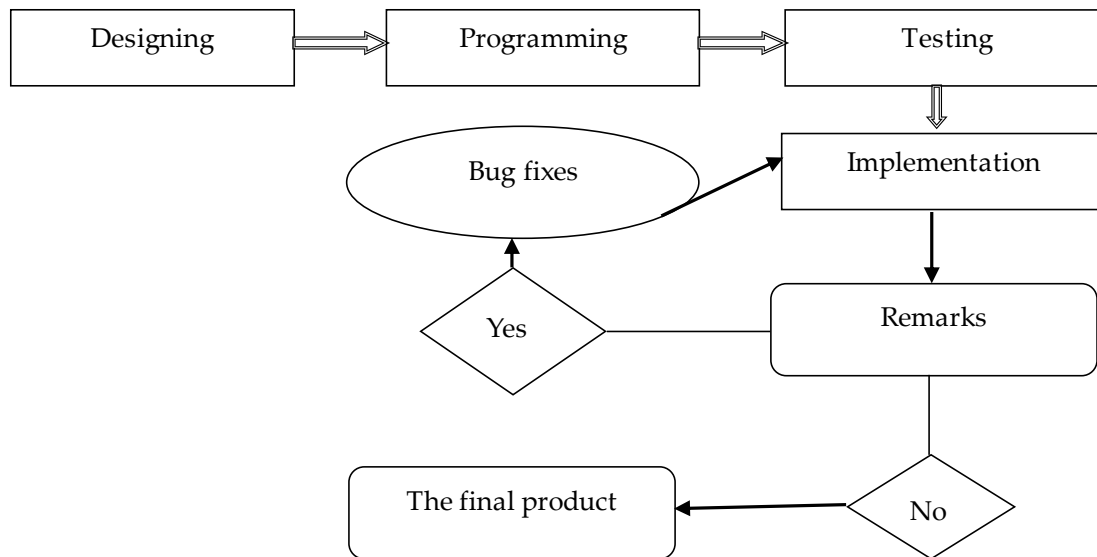 Designing
Programming
Testing
Bug fixes
Implementation
Yes
Remarks
The final product
No